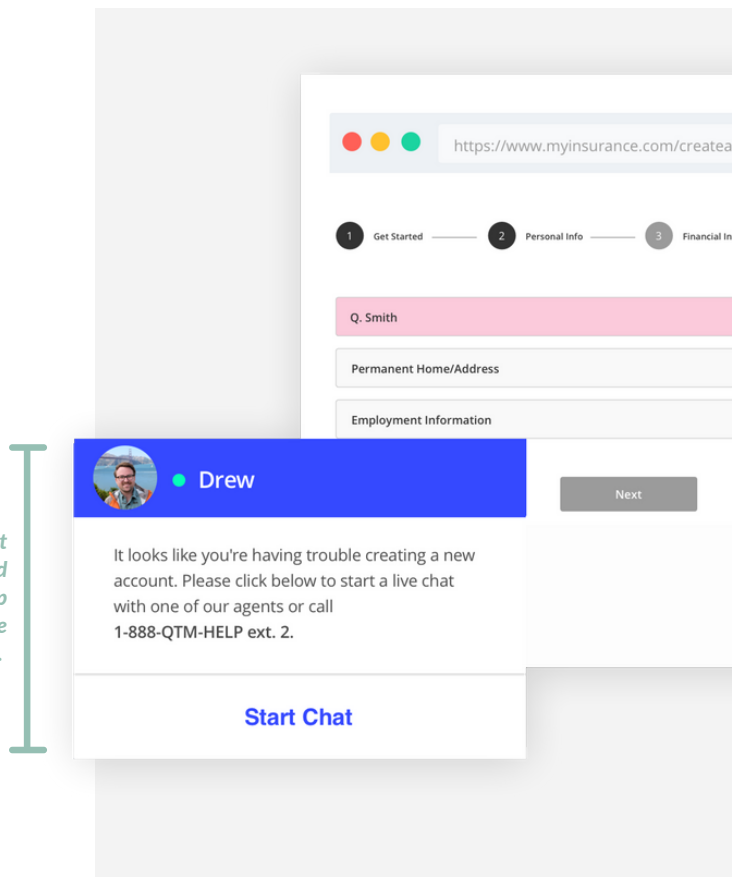 https://www.myinsurance.com/createa
1 Get Started 2 Personal Info 3 Financial In
Q. Smith
Permanent Home/Address
Employment Information
Next
Drew
It looks like you're having trouble creating a new
account. Please click below to start a live chat
with one of our agents or call
1-888-QTM-HELP ext. 2.
Start Chat